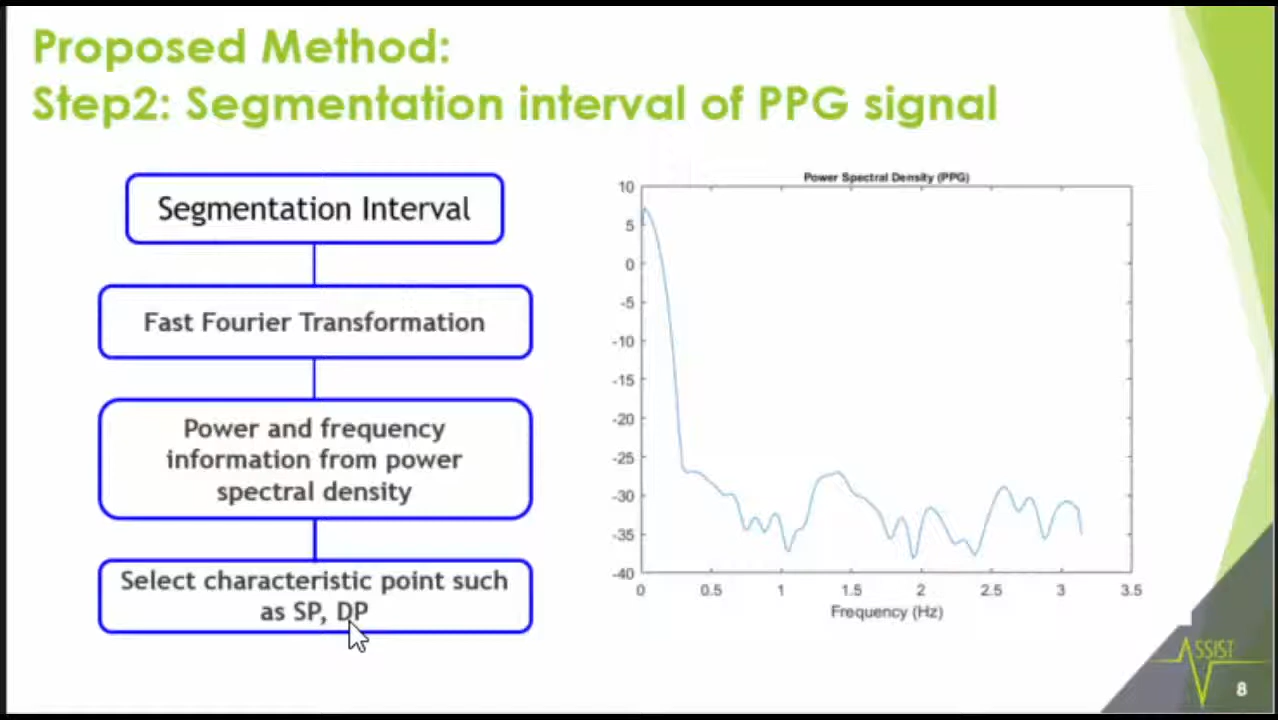 Proposed Method:
Step2: Segmentation interval of PPG signal
Segmentation Interval
Fast Fourier Transformation
Power and frequency
information from power
spectral density
Select characteristic point such
as SP, DP
Power Spectral Density (PPG)
10
5
0
-5
-10
-15
-20
-25
-30
-35
-40
0 0.5 1 1.5 2 2.5 3 3.5
Frequency (Hz)
ASSIST
8